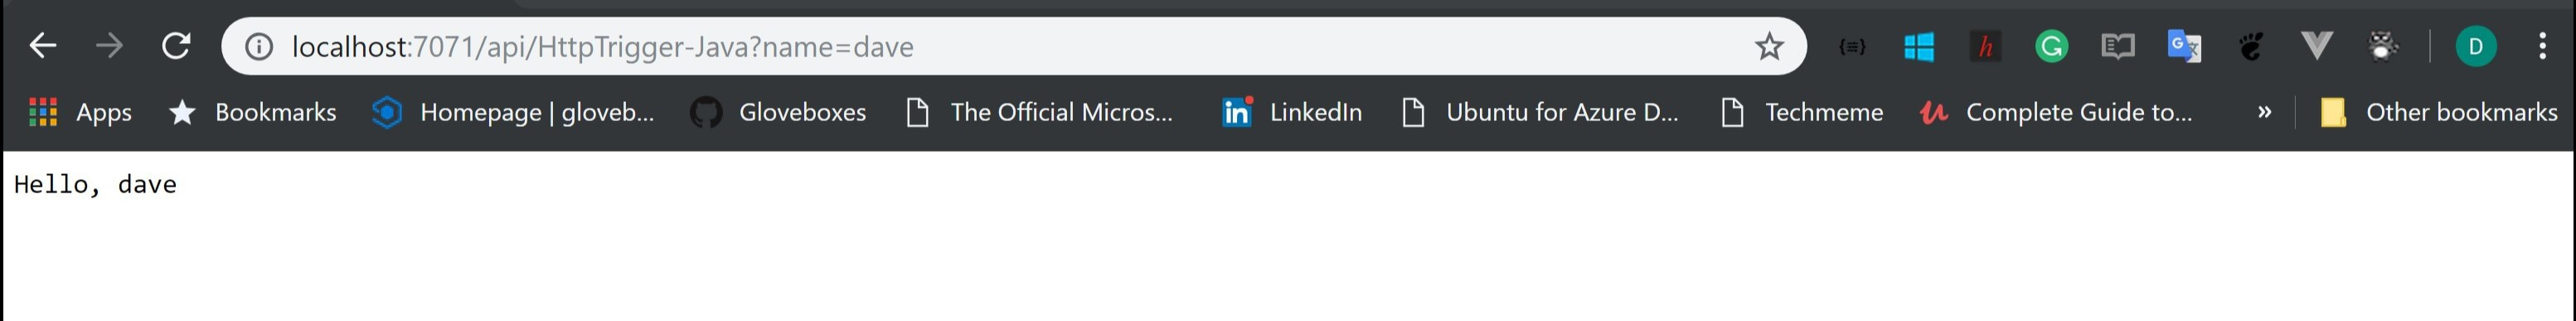 localhost:7071/api/HttpTrigger-Java?name=dave
D
Apps Bookmarks Homepage | gloveb... Gloveboxes The Official Micros... LinkedIn Ubuntu for Azure D... Techmeme Complete Guide to... » Other bookmarks
Hello, dave